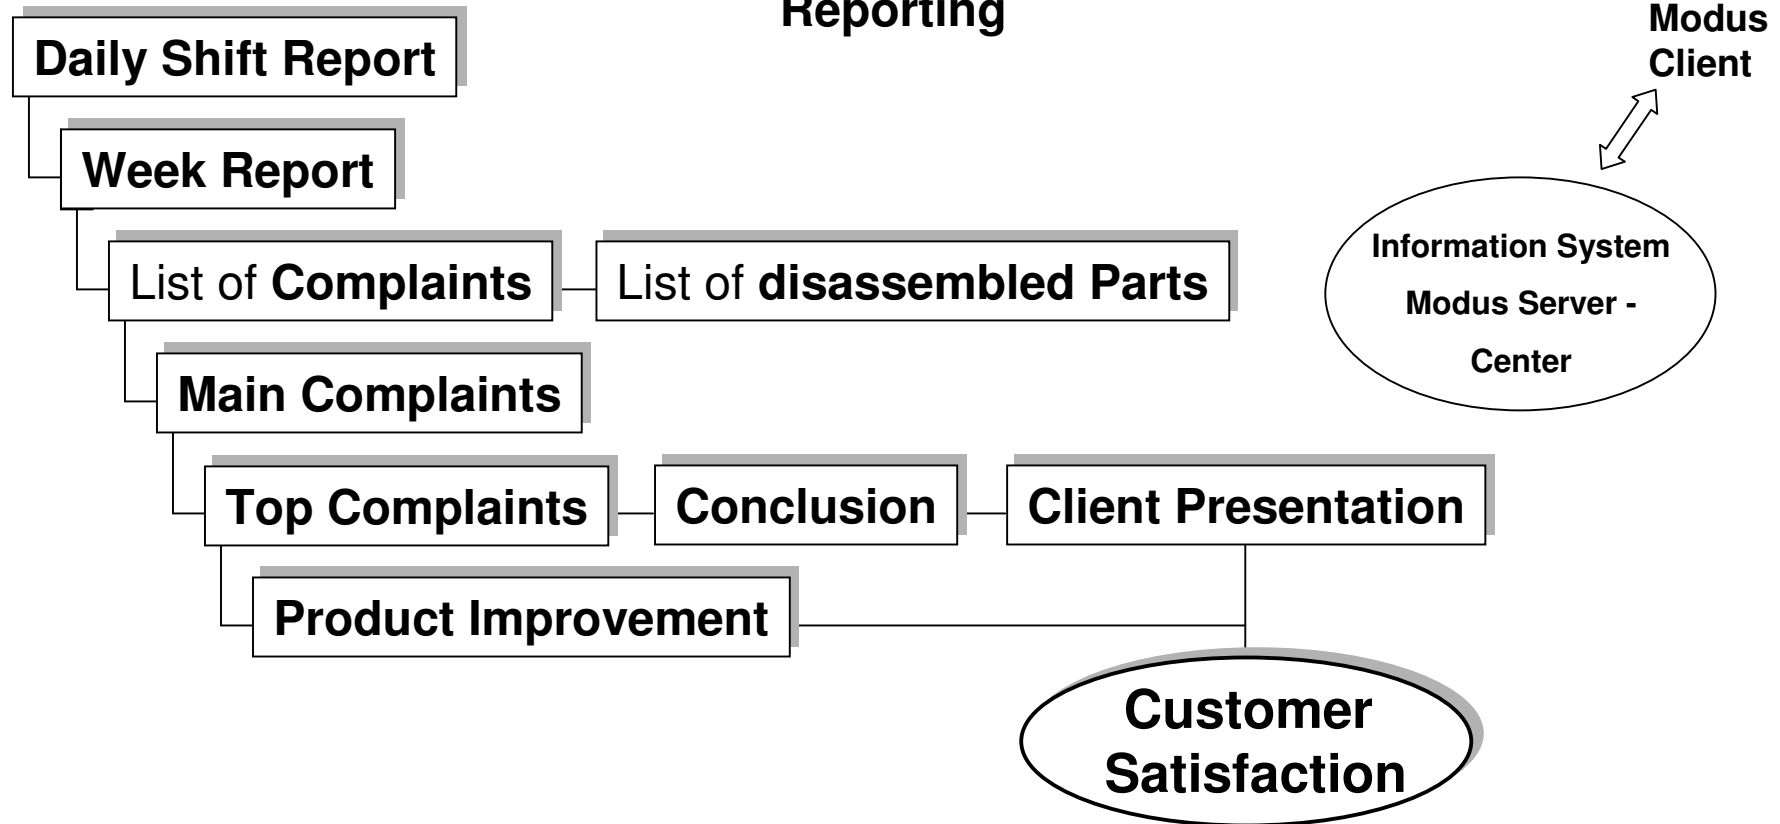 Reporting
Modus
Client
Daily Shift Report
Week Report
List of Complaints
List of disassembled Parts
Information System
Modus Server -
Center
Main Complaints
Top Complaints
Conclusion
Client Presentation
Product Improvement
Customer
Satisfaction